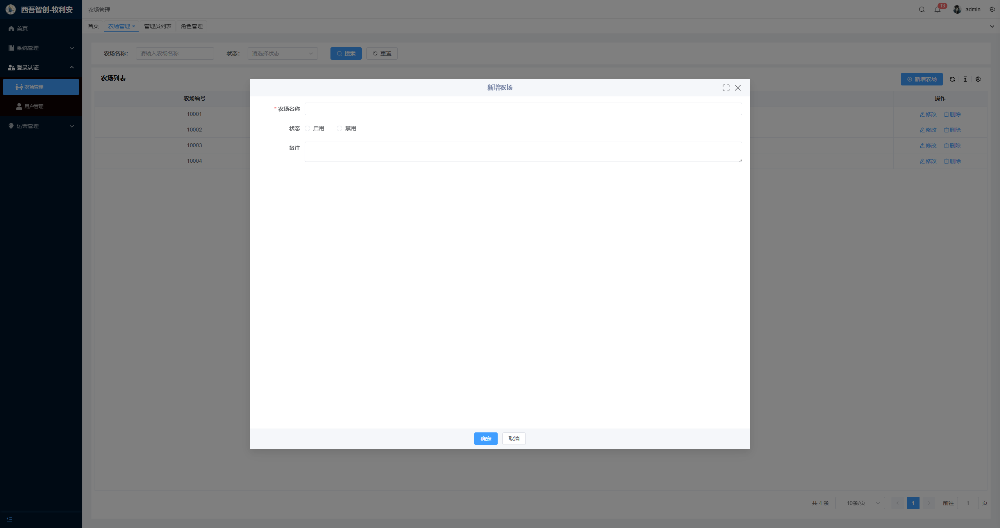 西吾智创-牧利安
农场管理
13
admin
首页
农场管理 ×
管理员列表
角色管理
首页
系统管理
登录认证
农场管理
用户管理
运营管理
农场名称：
请输入农场名称
状态：
请选择状态
搜索
重置
农场列表
新增农场
农场编号
操作
10001
修改 删除
10002
修改 删除
10003
修改 删除
10004
修改 删除
新增农场
* 农场名称
状态
启用
禁用
备注
确定
取消
共 4 条
10条/页
1
前往 1 页